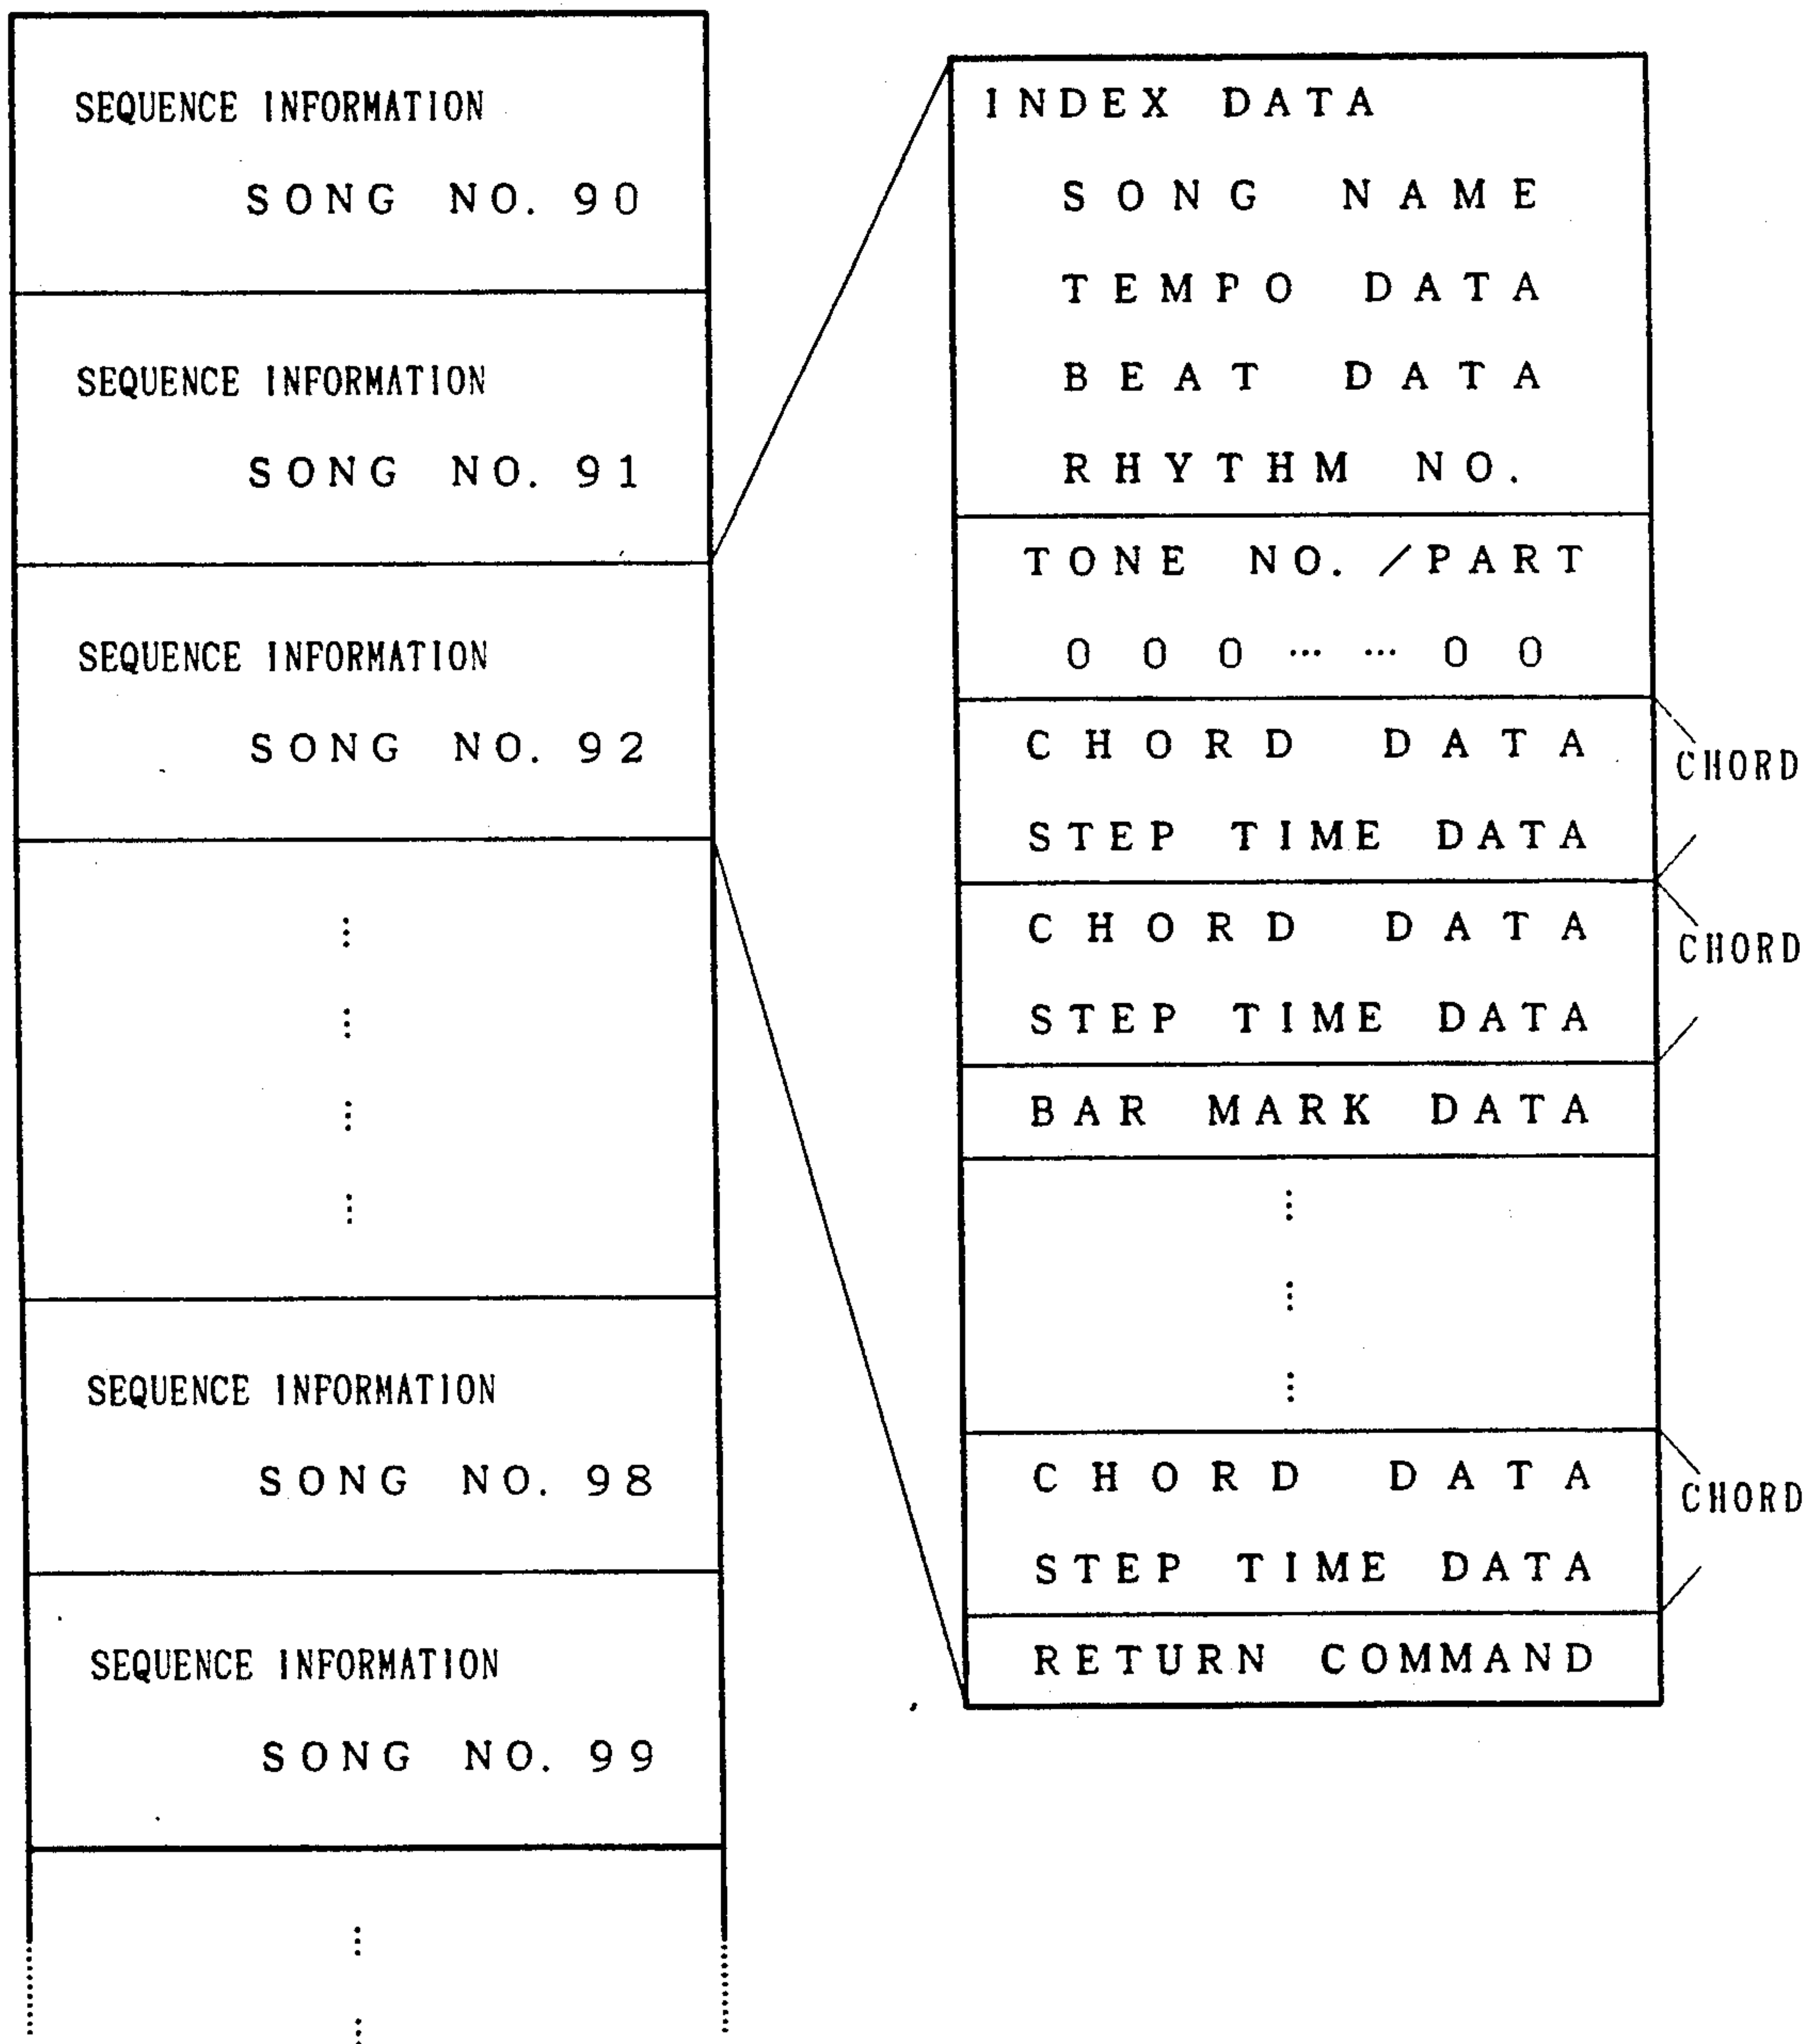 SEQUENCE INFORMATION
SONG NO. 90
SEQUENCE INFORMATION
SONG NO. 91
SEQUENCE INFORMATION
SONG NO. 92
⋮
⋮
⋮
⋮
SEQUENCE INFORMATION
SONG NO. 98
SEQUENCE INFORMATION
SONG NO. 99
⋮
⋮
INDEX DATA
SONG NAME
TEMPO DATA
BEAT DATA
RHYTHM NO.
TONE NO. /PART
0 0 0 … … 0 0
CHORD DATA
STEP TIME DATA
CHORD
CHORD DATA
STEP TIME DATA
CHORD
BAR MARK DATA
⋮
⋮
⋮
CHORD DATA
STEP TIME DATA
CHORD
RETURN COMMAND